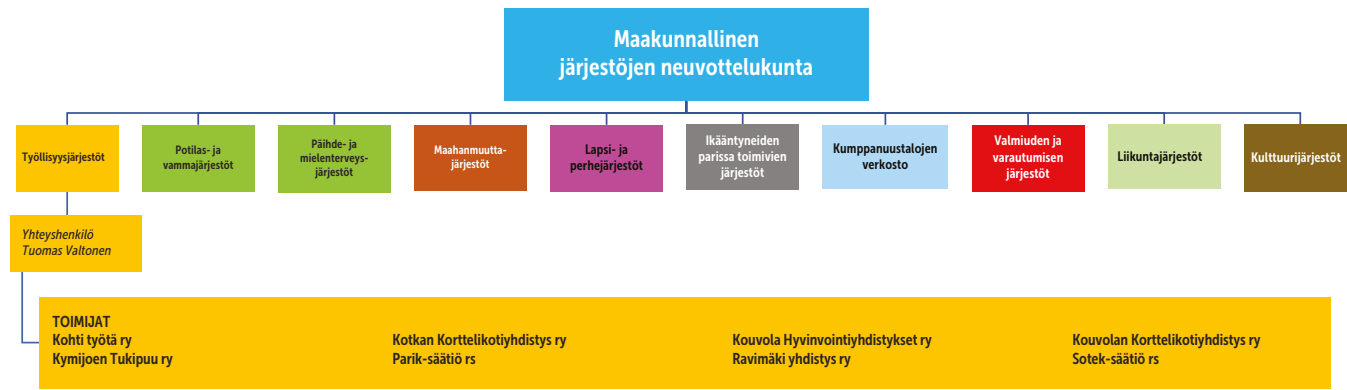 Maakunnallinen
järjestöjen neuvottelukunta
Työllisyysjärjestöt
Potilas- ja
vammajärjestöt
Päihde- ja
mielenterveys-
järjestöt
Maahanmuutta-
järjestöt
Lapsi- ja
perhejärjestöt
Ikääntyneiden
parissa toimivien
järjestöt
Kumppanuustalojen
verkosto
Valmiuden ja
varautumisen
järjestöt
Liikuntajärjestöt
Kulttuurijärjestöt
Yhteyshenkilö
Tuomas Valtonen
TOIMIJAT
Kohti työtä ry
Kymijoen Tukipuu ry
Kotkan Korttelikotiyhdistys ry
Parik-säätiö rs
Kouvola Hyvinvointiyhdistykset ry
Ravimäki yhdistys ry
Kouvolan Korttelikotiyhdistys ry
Sotek-säätiö rs